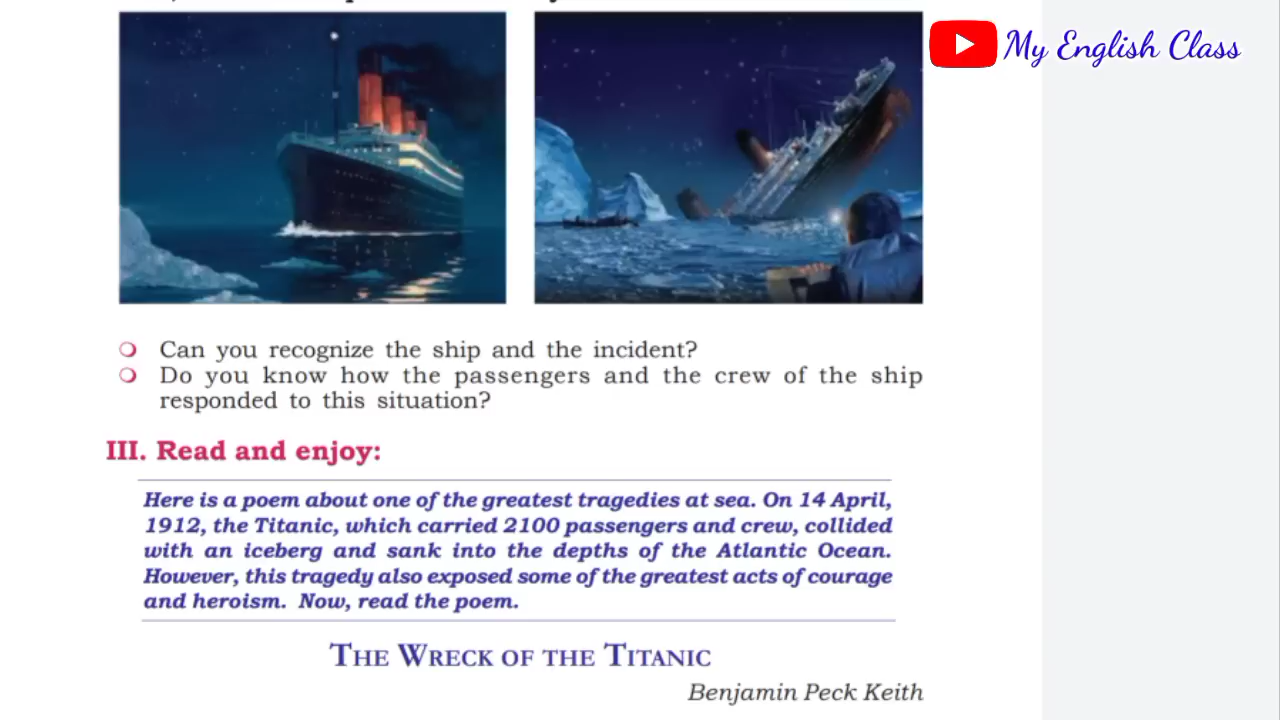 My English Class
Can you recognize the ship and the incident?
Do you know how the passengers and the crew of the ship
responded to this situation?
III. Read and enjoy:
Here is a poem about one of the greatest tragedies at sea. On 14 April,
1912, the Titanic, which carried 2100 passengers and crew, collided
with an iceberg and sank into the depths of the Atlantic Ocean.
However, this tragedy also exposed some of the greatest acts of courage
and heroism. Now, read the poem.
THE WRECK OF THE TITANIC
Benjamin Peck Keith